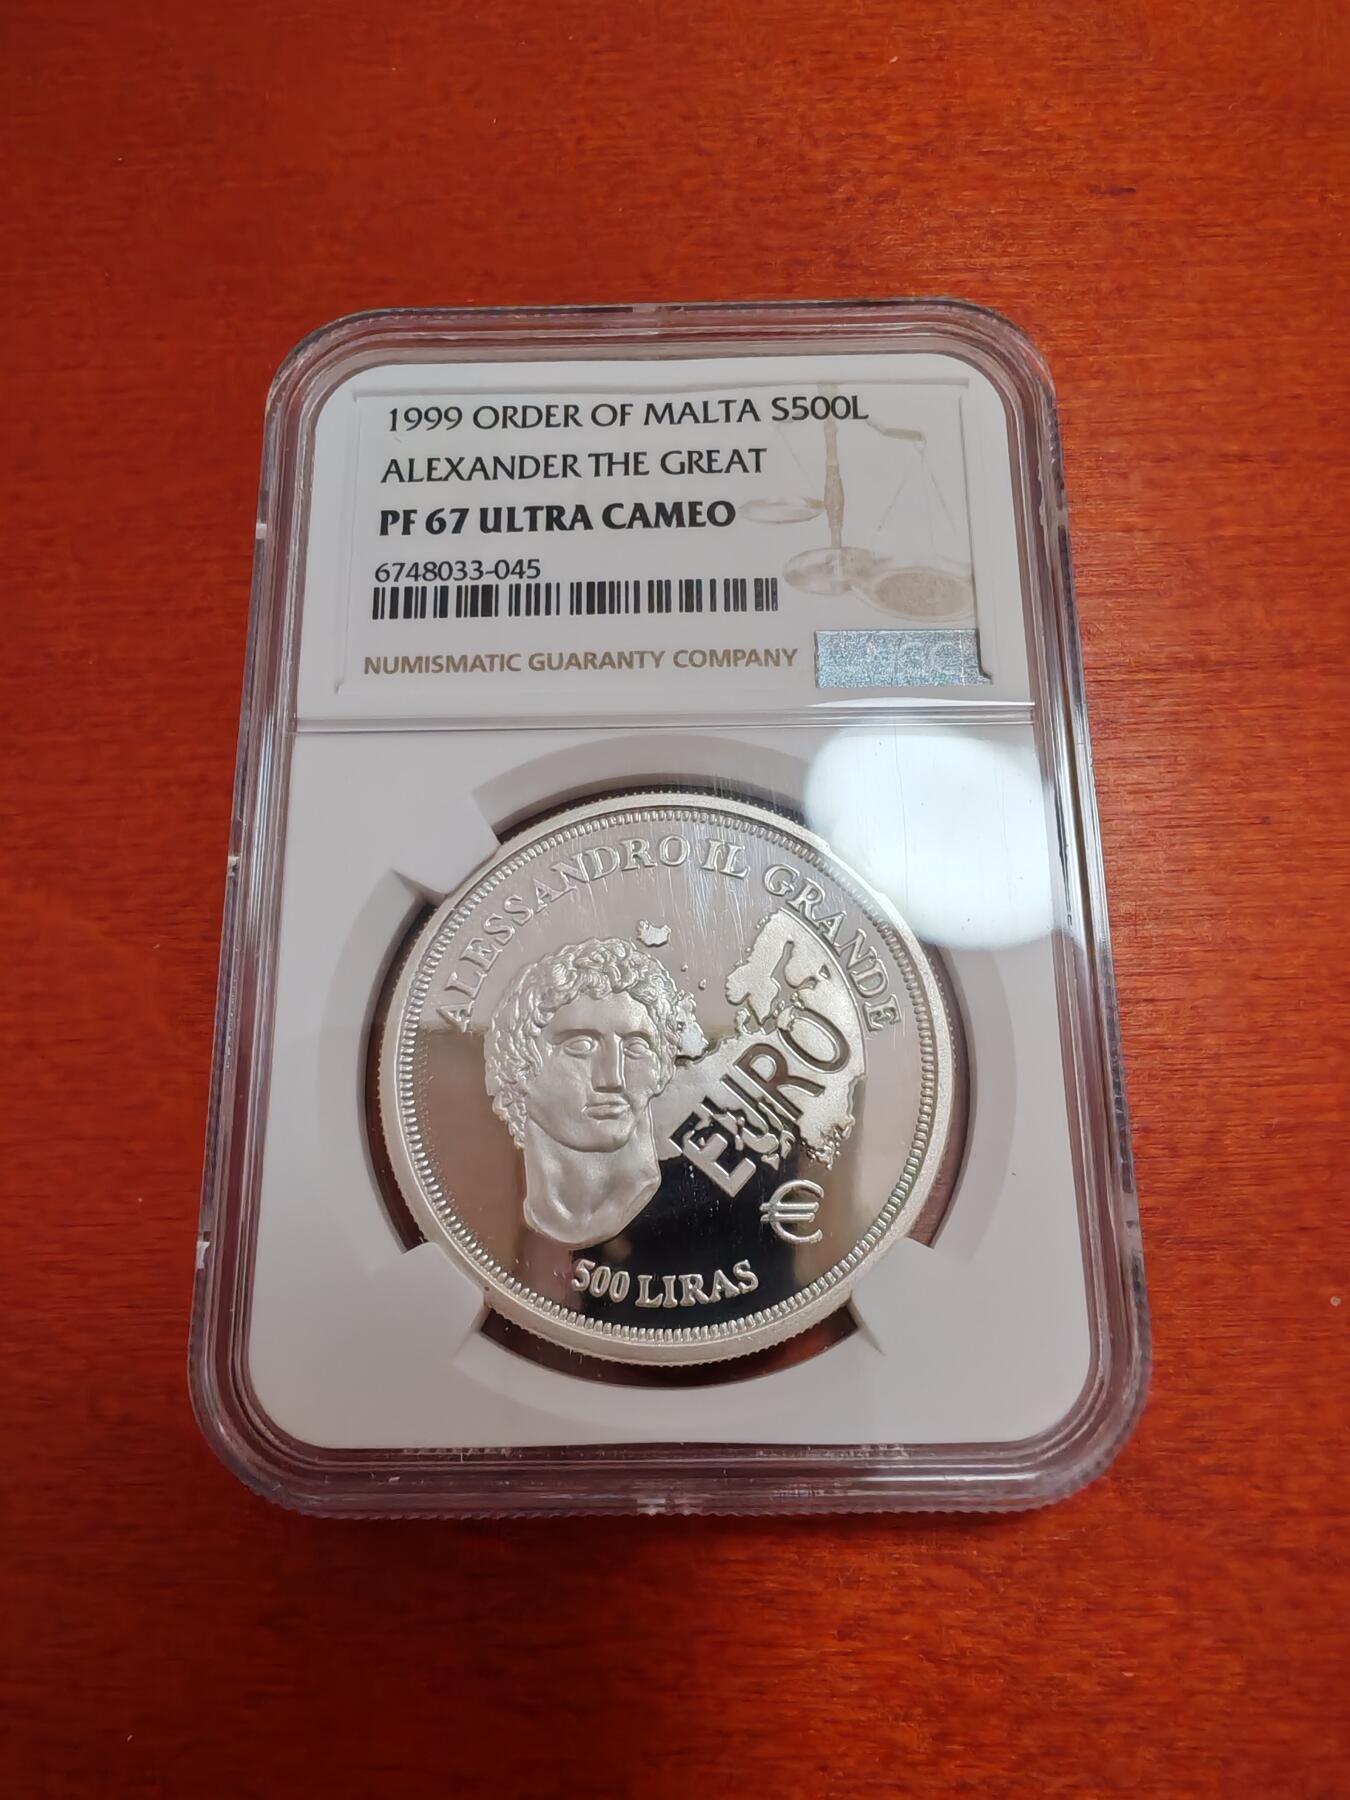 1999 ORDER OF MALTA S500L
ALEXANDER THE GREAT
PF 67 ULTRA CAMEO
6748033-045
NUMISMATIC GUARANTY COMPANY
ALESSANDRO IL GRANDE
EURO
€
500 LIRAS